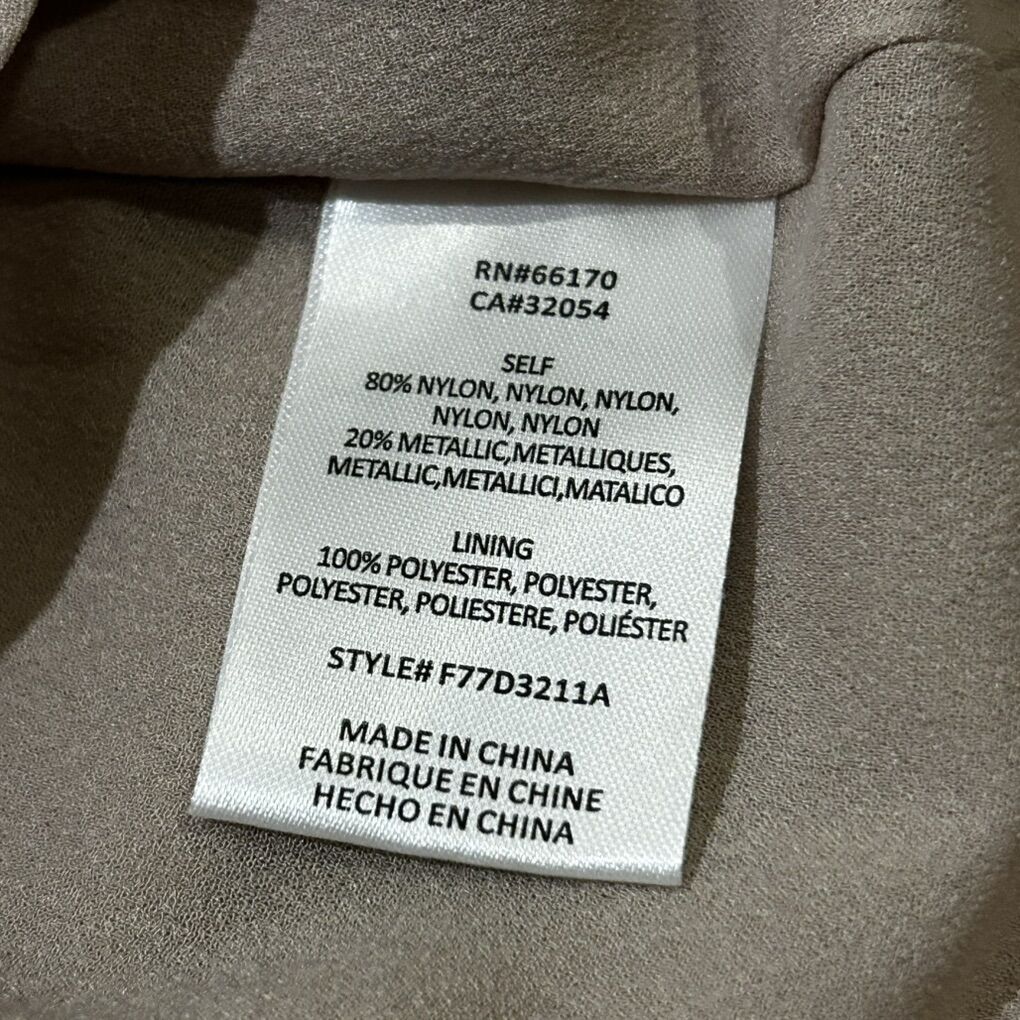 RN#66170
CA#32054
SELF
80% NYLON, NYLON, NYLON,
NYLON, NYLON
20% METALLIC,METALLIQUES,
METALLIC,METALLICI,MATALICO
LINING
100% POLYESTER, POLYESTER,
POLYESTER, POLIESTERE, POLIÉSTER
STYLE# F77D3211A
MADE IN CHINA
FABRIQUE EN CHINE
HECHO EN CHINA